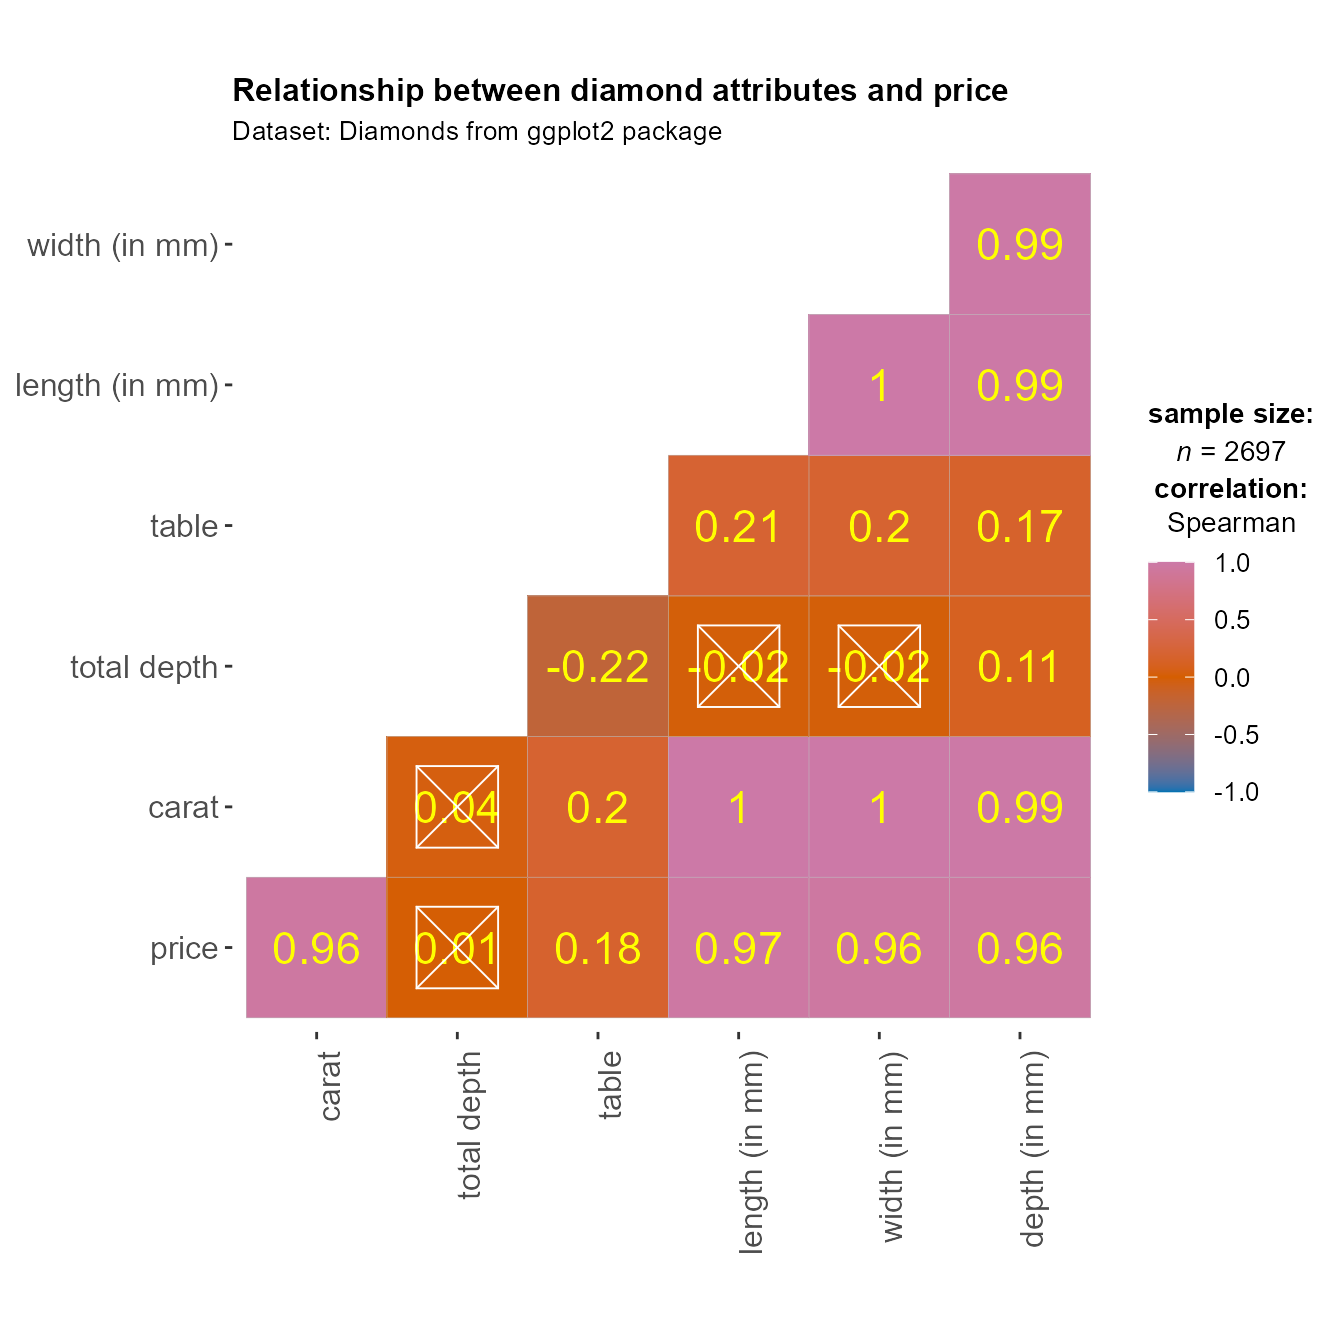 Relationship between diamond attributes and price
Dataset: Diamonds from ggplot2 package
width (in mm)
0.99
length (in mm)
1
0.99
table
0.21
0.2
0.17
total depth
-0.22
-0.02
-0.02
0.11
carat
0.04
0.2
1
1
0.99
price
0.96
0.01
0.18
0.97
0.96
0.96
carat
total depth
table
length (in mm)
width (in mm)
depth (in mm)
sample size:
n = 2697
correlation:
Spearman
1.0
0.5
0.0
-0.5
-1.0